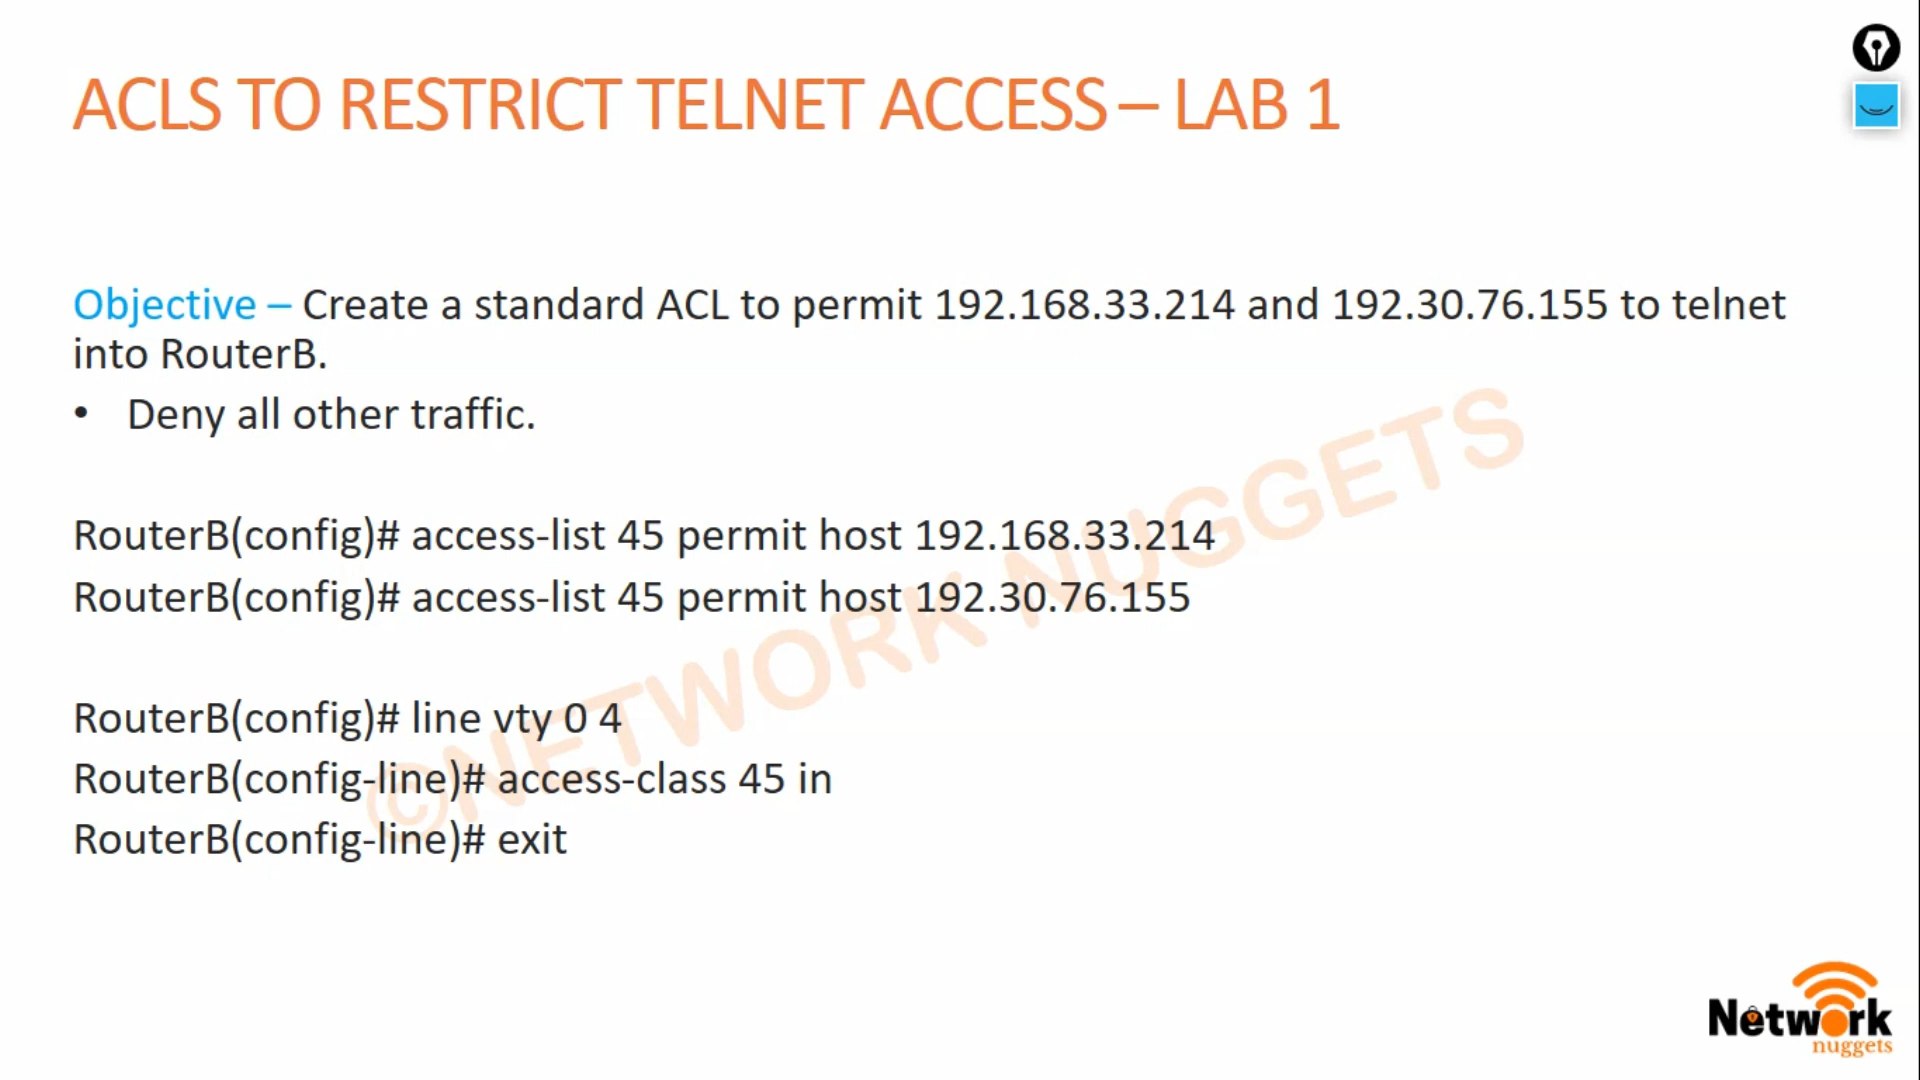 ACLS TO RESTRICT TELNET ACCESS – LAB 1
Objective – Create a standard ACL to permit 192.168.33.214 and 192.30.76.155 to telnet
into RouterB.
• Deny all other traffic.
RouterB(config)# access-list 45 permit host 192.168.33.214
RouterB(config)# access-list 45 permit host 192.30.76.155
RouterB(config)# line vty 0 4
RouterB(config-line)# access-class 45 in
RouterB(config-line)# exit
©NETWORK NUGGETS
Network
nuggets